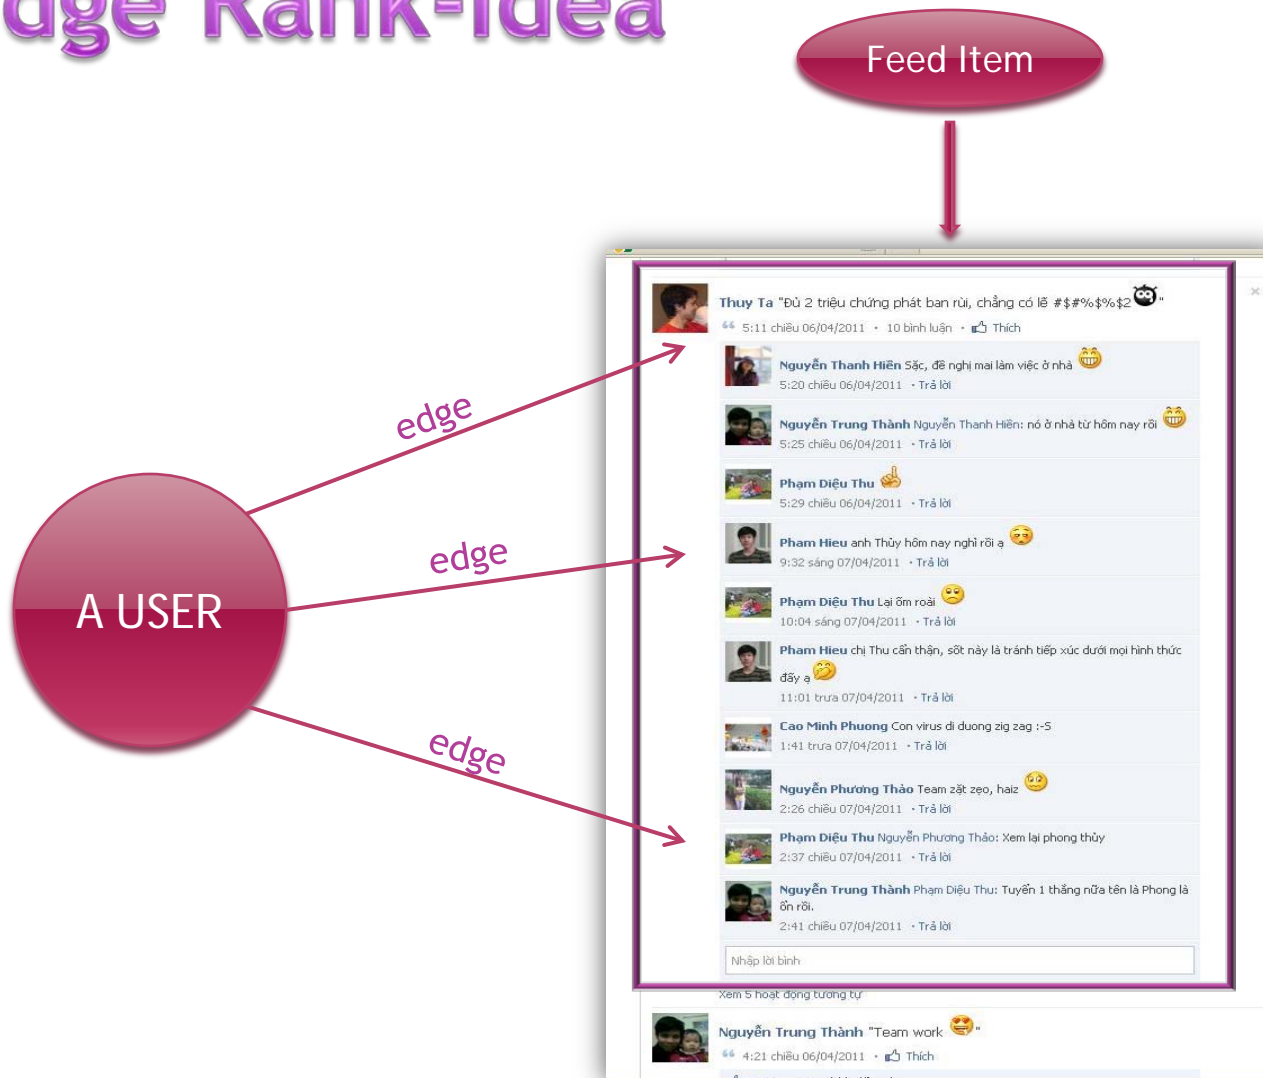 dge Rank-idea
Feed Item
A USER
edge
edge
edge
Thuy Ta "Đủ 2 triệu chứng phát ban rùi, chẳng có lẽ #$#%$%$2 "
5:11 chiều 06/04/2011 · 10 bình luận · Thích
Nguyễn Thanh Hiền Sặc, đề nghị mai làm việc ở nhà
5:20 chiều 06/04/2011 · Trả lời
Nguyễn Trung Thành Nguyễn Thanh Hiền: nó ở nhà từ hôm nay rồi
5:25 chiều 06/04/2011 · Trả lời
Phạm Diệu Thu
5:29 chiều 06/04/2011 · Trả lời
Pham Hieu anh Thủy hôm nay nghỉ rồi ạ
9:32 sáng 07/04/2011 · Trả lời
Phạm Diệu Thu Lại ốm roài
10:04 sáng 07/04/2011 · Trả lời
Pham Hieu chị Thu cẩn thận, sốt này là tránh tiếp xúc dưới mọi hình thức
đấy ạ
11:01 trưa 07/04/2011 · Trả lời
Cao Minh Phuong Con virus di duong zig zag :-S
1:41 trưa 07/04/2011 · Trả lời
Nguyễn Phương Thảo Team zặt zẹo, haiz
2:26 chiều 07/04/2011 · Trả lời
Phạm Diệu Thu Nguyễn Phương Thảo: Xem lại phong thủy
2:37 chiều 07/04/2011 · Trả lời
Nguyễn Trung Thành Phạm Diệu Thu: Tuyển 1 thằng nữa tên là Phong là
ổn rồi.
2:41 chiều 07/04/2011 · Trả lời
Nhập lời bình
Xem 5 hoạt động tương tự
Nguyễn Trung Thành "Team work "
4:21 chiều 06/04/2011 · Thích